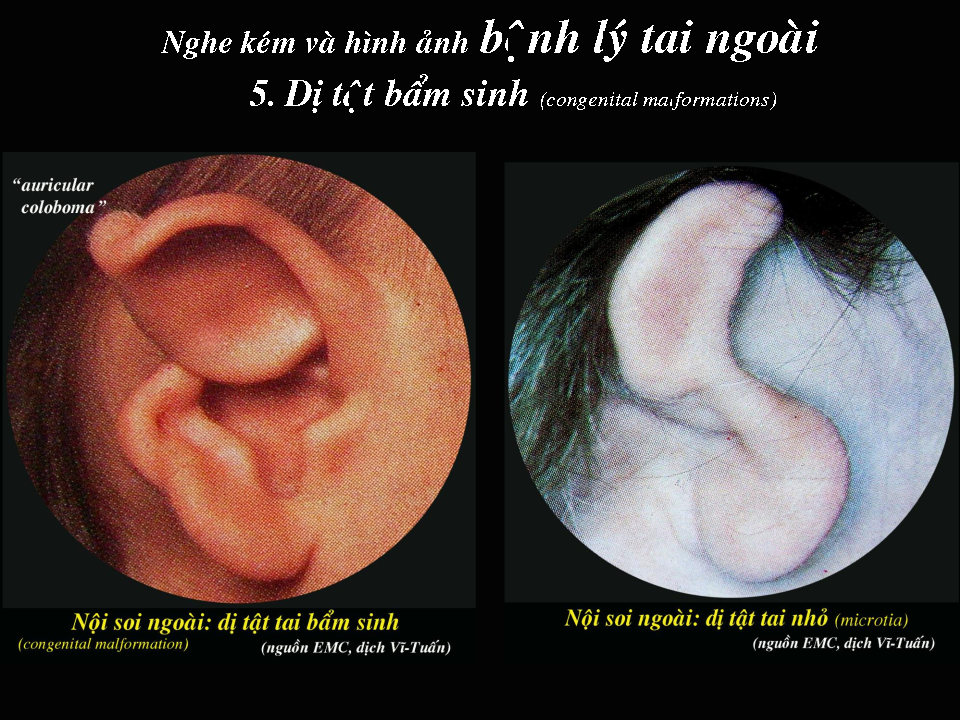 Nghe kém và hình ảnh bệnh lý tai ngoài
5. Dị tật bẩm sinh (congenital malformations)
“auricular
coloboma”
Nội soi ngoài: dị tật tai bẩm sinh
(congenital malformation)
(nguồn EMC, dịch Vĩ-Tuấn)
Nội soi ngoài: dị tật tai nhỏ (microtia)
(nguồn EMC, dịch Vĩ-Tuấn)